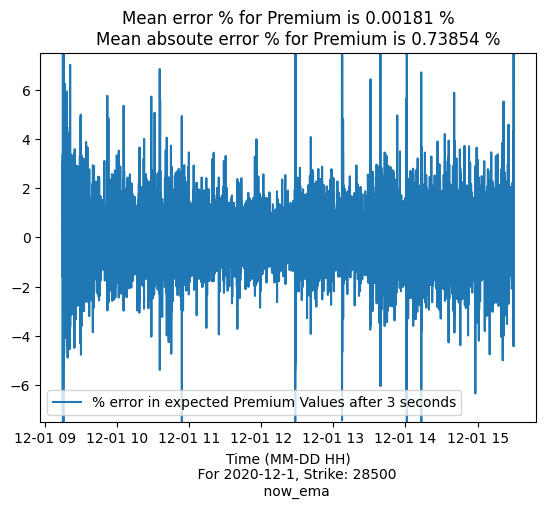 Mean error % for Premium is 0.00181 %
Mean absoute error % for Premium is 0.73854 %
6
4
2
0
−2
−4
−6
% error in expected Premium Values after 3 seconds
12-01 09 12-01 10 12-01 11 12-01 12 12-01 13 12-01 14 12-01 15
Time (MM-DD HH)
For 2020-12-1, Strike: 28500
now_ema